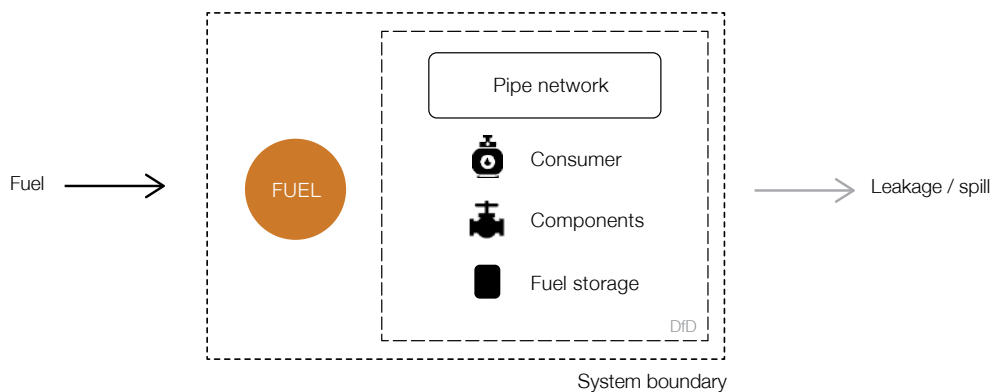 Pipe network
Consumer
Fuel
FUEL
Leakage / spill
Components
Fuel storage
DfD
System boundary